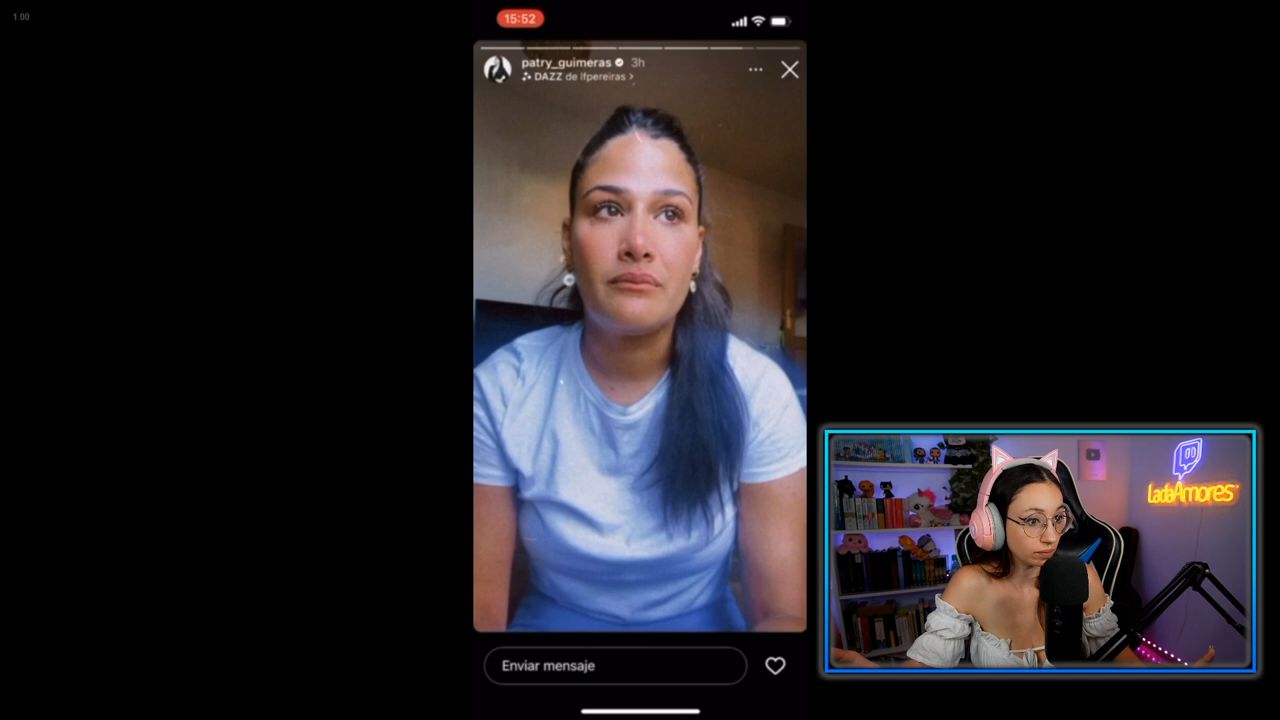 1.00
15:52
patry_guimeras 3h
DAZZ de lfpereiras >
Enviar mensaje
LadaAmores